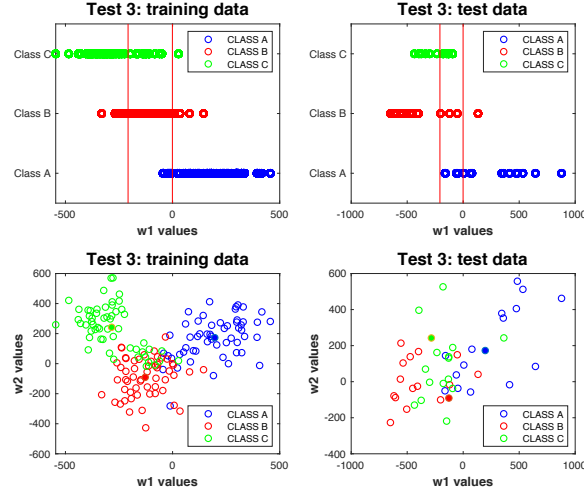 Test 3: training data
Class C
Class B
Class A
CLASS A
CLASS B
CLASS C
-500
0
500
w1 values
Test 3: test data
Class C
Class B
Class A
CLASS A
CLASS B
CLASS C
-1000
-500
0
500
1000
w1 values
Test 3: training data
w2 values
600
400
200
0
-200
-400
-600
CLASS A
CLASS B
CLASS C
-500
0
500
w1 values
Test 3: test data
w2 values
600
400
200
0
-200
-400
CLASS A
CLASS B
CLASS C
-1000
-500
0
500
1000
w1 values